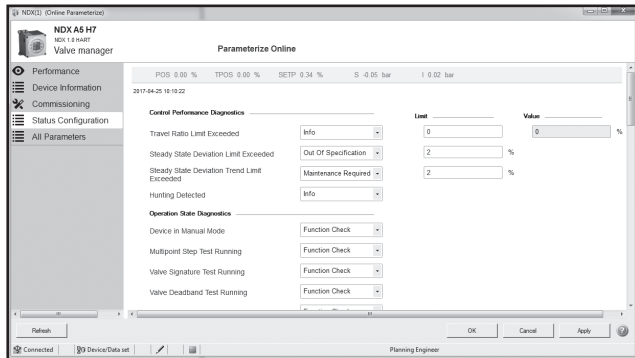 NDX(1) (Online Parameterize)
NDX A5 H7
NDX 1.0 HART
Valve manager
Parameterize Online
Performance
Device Information
Commissioning
Status Configuration
All Parameters
POS 0.00 % TPOS 0.00 % SETP 0.34 % S -0.05 bar I 0.02 bar
2017-04-25 10:10:22
Control Performance Diagnostics Limit Value
Travel Ratio Limit Exceeded Info 0 0 %
Steady State Deviation Limit Exceeded Out Of Specification 2 %
Steady State Deviation Trend Limit Exceeded Maintenance Required 2 %
Hunting Detected Info
Operation State Diagnostics
Device in Manual Mode Function Check
Multipoint Step Test Running Function Check
Valve Signature Test Running Function Check
Valve Deadband Test Running Function Check
Refresh OK Cancel Apply
Connected Device/Data set Planning Engineer